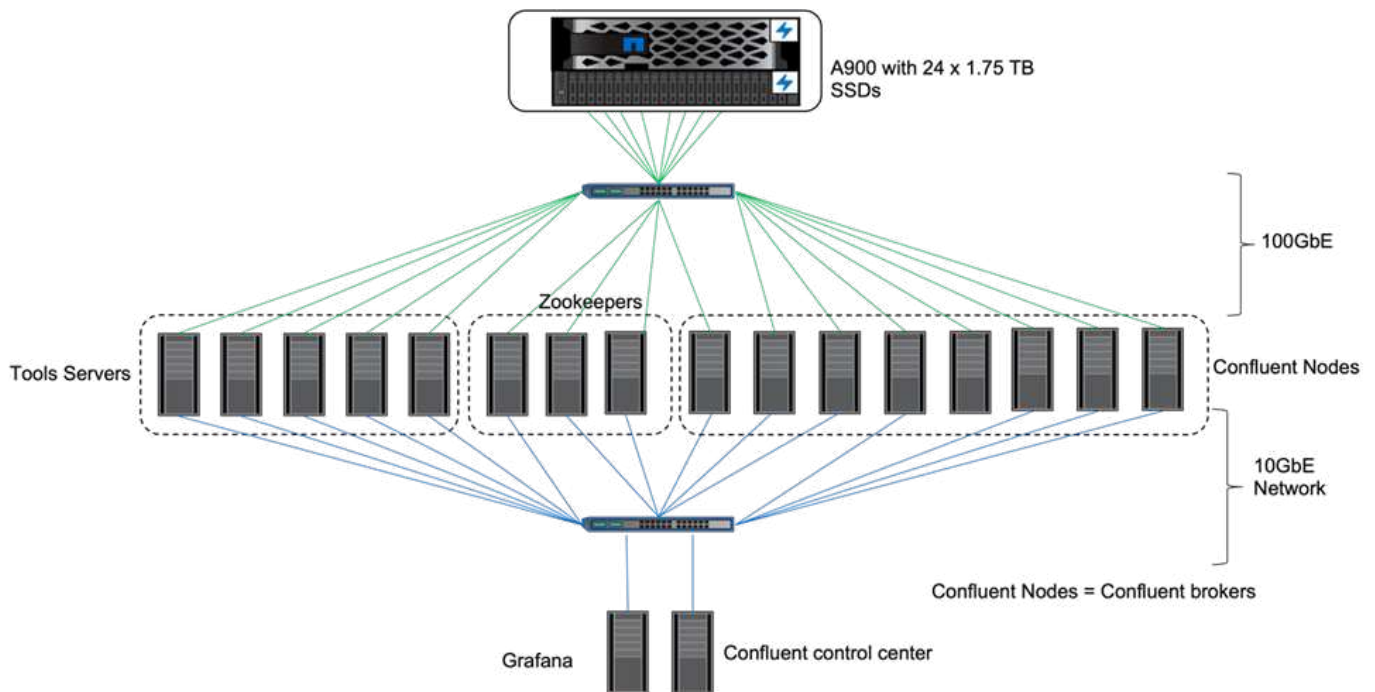 A900 with 24 x 1.75 TB
SSDs
100GbE
Zookeepers
Tools Servers
Confluent Nodes
10GbE
Network
Confluent Nodes = Confluent brokers
Grafana
Confluent control center